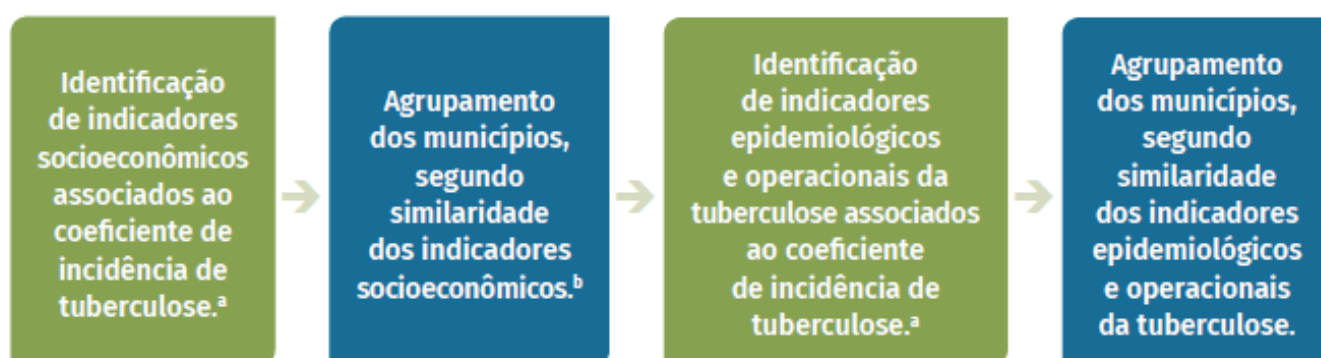 Identificação
de indicadores
socioeconômicos
associados ao
coeficiente de
incidência de
tuberculose.ᵃ
Agrupamento
dos municípios,
segundo
similaridade
dos indicadores
socioeconômicos.ᵇ
Identificação
de indicadores
epidemiológicos
e operacionais da
tuberculose associados
ao coeficiente
de incidência de
tuberculose.ᵃ
Agrupamento
dos municípios,
segundo
similaridade
dos indicadores
epidemiológicos
e operacionais
da tuberculose.